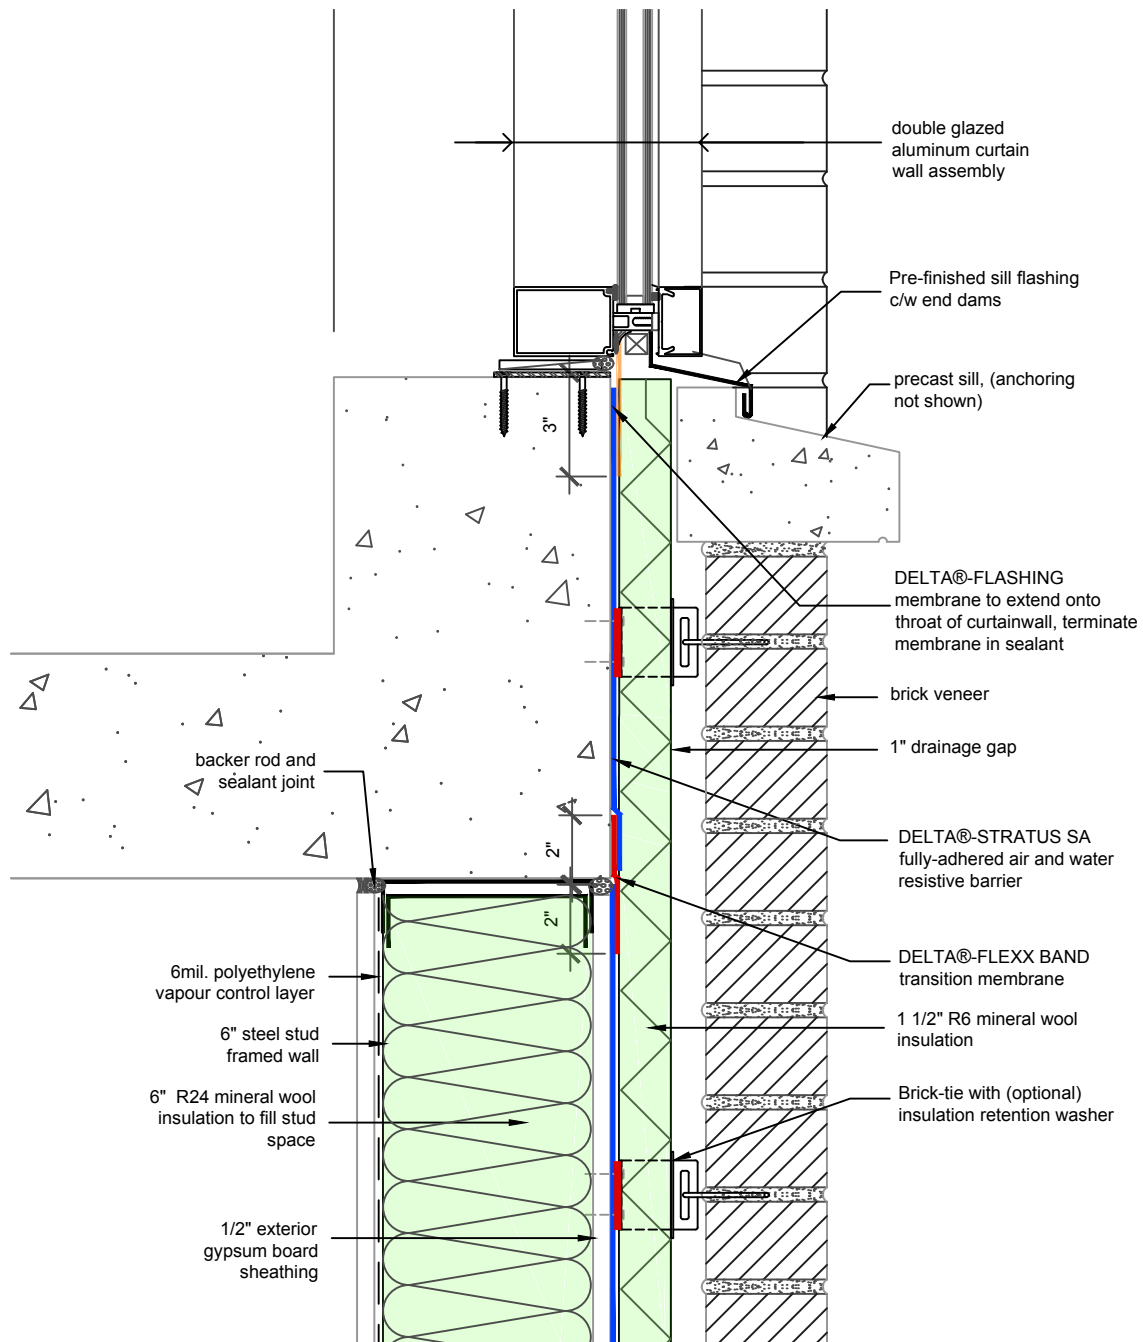 double glazed
aluminum curtain
wall assembly
Pre-finished sill flashing
c/w end dams
precast sill, (anchoring
not shown)
3"
DELTA®-FLASHING
membrane to extend onto
throat of curtainwall, terminate
membrane in sealant
brick veneer
1" drainage gap
backer rod and
sealant joint
DELTA®-STRATUS SA
fully-adhered air and water
resistive barrier
2"
2"
DELTA®-FLEXX BAND
transition membrane
6mil. polyethylene
vapour control layer
1 1/2" R6 mineral wool
insulation
6" steel stud
framed wall
6" R24 mineral wool
insulation to fill stud
space
Brick-tie with (optional)
insulation retention washer
1/2" exterior
gypsum board
sheathing